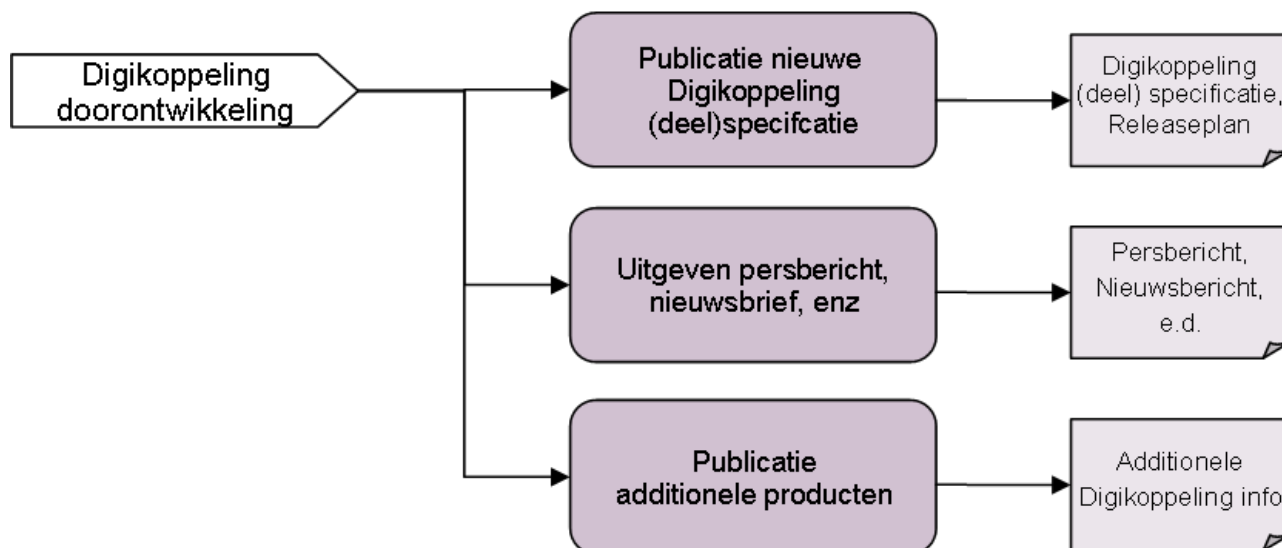 Digikoppeling
doorontwikkeling
Publicatie nieuwe
Digikoppeling
(deel)specifcatie
Digikoppeling
(deel) specificatie,
Releaseplan
Uitgeven persbericht,
nieuwsbrief, enz
Persbericht,
Nieuwsbericht,
e.d.
Publicatie
additionele producten
Additionele
Digikoppeling info